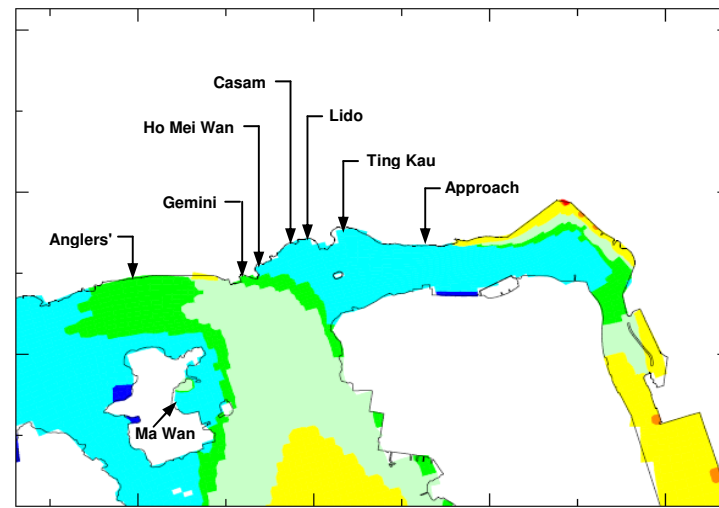 Casam
Lido
Ho Mei Wan
Ting Kau
Approach
Gemini
Anglers'
Ma Wan